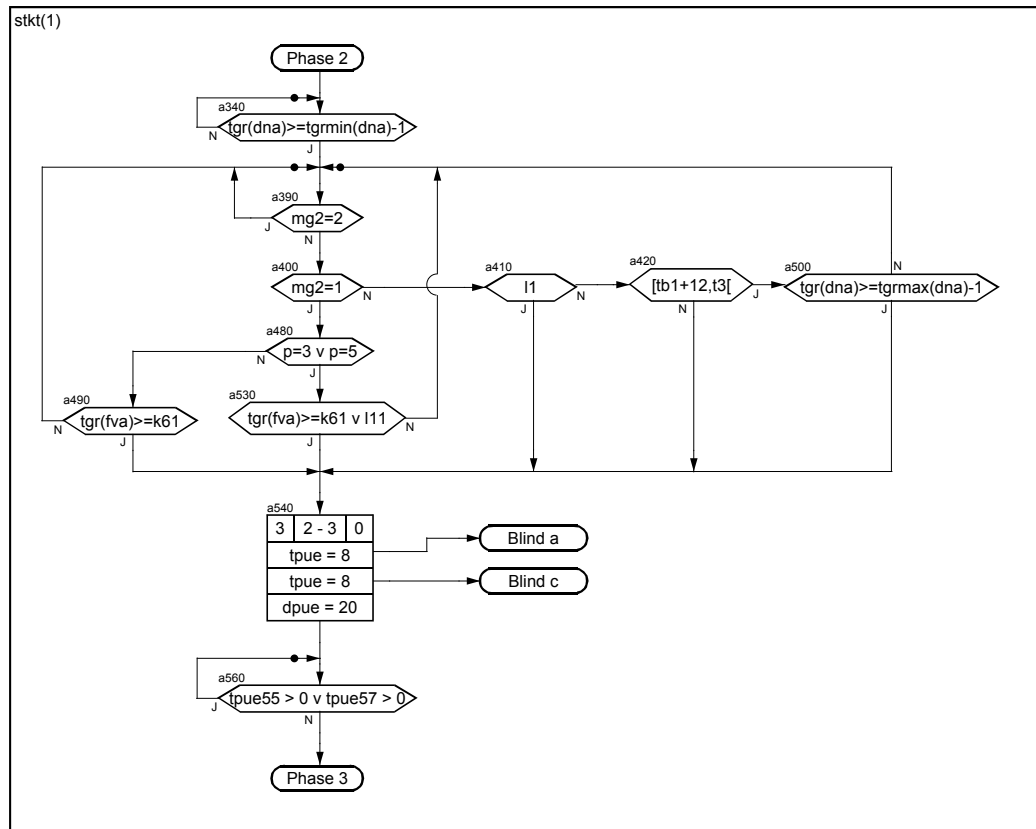 stkt(1)
Phase 2
a340
tgr(dna)>=tgrmin(dna)-1
N
J
a390
mg2=2
J
N
a400
mg2=1
N
J
a410
l1
N
J
a420
[tb1+12,t3[
J
N
a500
N
tgr(dna)>=tgrmax(dna)-1
J
a480
p=3 v p=5
N
J
a490
tgr(fva)>=k61
N
J
a530
tgr(fva)>=k61 v l11
N
J
a540
3 2 - 3 0
tpue = 8
Blind a
tpue = 8
Blind c
dpue = 20
a560
tpue55 > 0 v tpue57 > 0
J
N
Phase 3